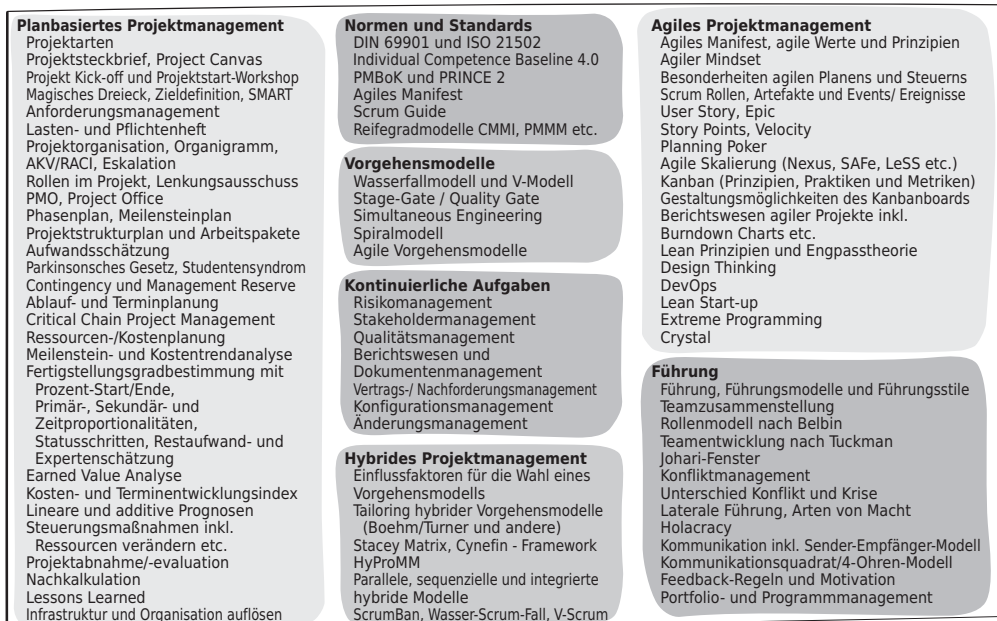 Planbasiertes Projektmanagement
Projektarten
Projektsteckbrief, Project Canvas
Projekt Kick-off und Projektstart-Workshop
Magisches Dreieck, Zieldefinition, SMART
Anforderungsmanagement
Lasten- und Pflichtenheft
Projektorganisation, Organigramm,
AKV/RACI, Eskalation
Rollen im Projekt, Lenkungsausschuss
PMO, Project Office
Phasenplan, Meilensteinplan
Projektstrukturplan und Arbeitspakete
Aufwandsschätzung
Parkinsonsches Gesetz, Studentensyndrom
Contingency und Management Reserve
Ablauf- und Terminplanung
Critical Chain Project Management
Ressourcen-/Kostenplanung
Meilenstein- und Kostentrendanalyse
Fertigstellungsgradbestimmung mit
Prozent-Start/Ende,
Primär-, Sekundär- und
Zeitproportionalitäten,
Statusschritten, Restaufwand- und
Expertenschätzung
Earned Value Analyse
Kosten- und Terminentwicklungsindex
Lineare und additive Prognosen
Steuerungsmaßnahmen inkl.
Ressourcen verändern etc.
Projektabnahme/-evaluation
Nachkalkulation
Lessons Learned
Infrastruktur und Organisation auflösen
Normen und Standards
DIN 69901 und ISO 21502
Individual Competence Baseline 4.0
PMBoK und PRINCE 2
Agiles Manifest
Scrum Guide
Reifegradmodelle CMMI, PMMM etc.
Vorgehensmodelle
Wasserfallmodell und V-Modell
Stage-Gate / Quality Gate
Simultaneous Engineering
Spiralmodell
Agile Vorgehensmodelle
Kontinuierliche Aufgaben
Risikomanagement
Stakeholdermanagement
Qualitätsmanagement
Berichtswesen und
Dokumentenmanagement
Vertrags-/ Nachforderungsmanagement
Konfigurationsmanagement
Änderungsmanagement
Hybrides Projektmanagement
Einflussfaktoren für die Wahl eines
Vorgehensmodells
Tailoring hybrider Vorgehensmodelle
(Boehm/Turner und andere)
Stacey Matrix, Cynefin - Framework
HyProMM
Parallele, sequenzielle und integrierte
hybride Modelle
ScrumBan, Wasser-Scrum-Fall, V-Scrum
Agiles Projektmanagement
Agiles Manifest, agile Werte und Prinzipien
Agiler Mindset
Besonderheiten agilen Planens und Steuerns
Scrum Rollen, Artefakte und Events/ Ereignisse
User Story, Epic
Story Points, Velocity
Planning Poker
Agile Skalierung (Nexus, SAFe, LeSS etc.)
Kanban (Prinzipien, Praktiken und Metriken)
Gestaltungsmöglichkeiten des Kanbanboards
Berichtswesen agiler Projekte inkl.
Burndown Charts etc.
Lean Prinzipien und Engpasstheorie
Design Thinking
DevOps
Lean Start-up
Extreme Programming
Crystal
Führung
Führung, Führungsmodelle und Führungsstile
Teamzusammenstellung
Rollenmodell nach Belbin
Teamentwicklung nach Tuckman
Johari-Fenster
Konfliktmanagement
Unterschied Konflikt und Krise
Laterale Führung, Arten von Macht
Holacracy
Kommunikation inkl. Sender-Empfänger-Modell
Kommunikationsquadrat/4-Ohren-Modell
Feedback-Regeln und Motivation
Portfolio- und Programmmanagement